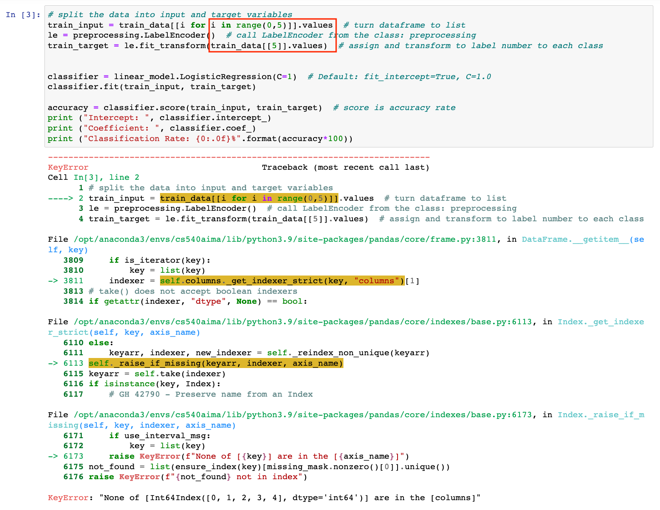 In [3]:
# split the data into input and target variables
train_input = train_data[[i for i in range(0,5)]].values  # turn dataframe to list
le = preprocessing.LabelEncoder()  # call LabelEncoder from the class: preprocessing
train_target = le.fit_transform(train_data[[5]].values)  # assign and transform to label number to each class
classifier = linear_model.LogisticRegression(C=1)  # Default: fit_intercept=True, C=1.0
classifier.fit(train_input, train_target)
accuracy = classifier.score(train_input, train_target)  # score is accuracy rate
print ("Intercept: ", classifier.intercept_)
print ("Coefficient: ", classifier.coef_)
print ("Classification Rate: {0:.0f}%".format(accuracy*100))
---------------------------------------------------------------------------
KeyError                                  Traceback (most recent call last)
Cell In[3], line 2
      1 # split the data into input and target variables
----> 2 train_input = train_data[[i for i in range(0,5)]].values  # turn dataframe to list
      3 le = preprocessing.LabelEncoder()  # call LabelEncoder from the class: preprocessing
      4 train_target = le.fit_transform(train_data[[5]].values)  # assign and transform to label number to each class
File /opt/anaconda3/envs/cs540aima/lib/python3.9/site-packages/pandas/core/frame.py:3811, in DataFrame.__getitem__(se
lf, key)
   3809     if is_iterator(key):
   3810         key = list(key)
-> 3811     indexer = self.columns._get_indexer_strict(key, "columns")[1]
   3813 # take() does not accept boolean indexers
   3814 if getattr(indexer, "dtype", None) == bool:
File /opt/anaconda3/envs/cs540aima/lib/python3.9/site-packages/pandas/core/indexes/base.py:6113, in Index._get_indexe
r_strict(self, key, axis_name)
   6110 else:
   6111     keyarr, indexer, new_indexer = self._reindex_non_unique(keyarr)
-> 6113 self._raise_if_missing(keyarr, indexer, axis_name)
   6115 keyarr = self.take(indexer)
   6116 if isinstance(key, Index):
   6117     # GH 42790 - Preserve name from an Index
File /opt/anaconda3/envs/cs540aima/lib/python3.9/site-packages/pandas/core/indexes/base.py:6173, in Index._raise_if_m
issing(self, key, indexer, axis_name)
   6171     if use_interval_msg:
   6172         key = list(key)
-> 6173     raise KeyError(f"None of [{key}] are in the [{axis_name}]")
   6175 not_found = list(ensure_index(key)[missing_mask.nonzero()[0]].unique())
   6176 raise KeyError(f"{not_found} not in index")
KeyError: "None of [Int64Index([0, 1, 2, 3, 4], dtype='int64')] are in the [columns]"